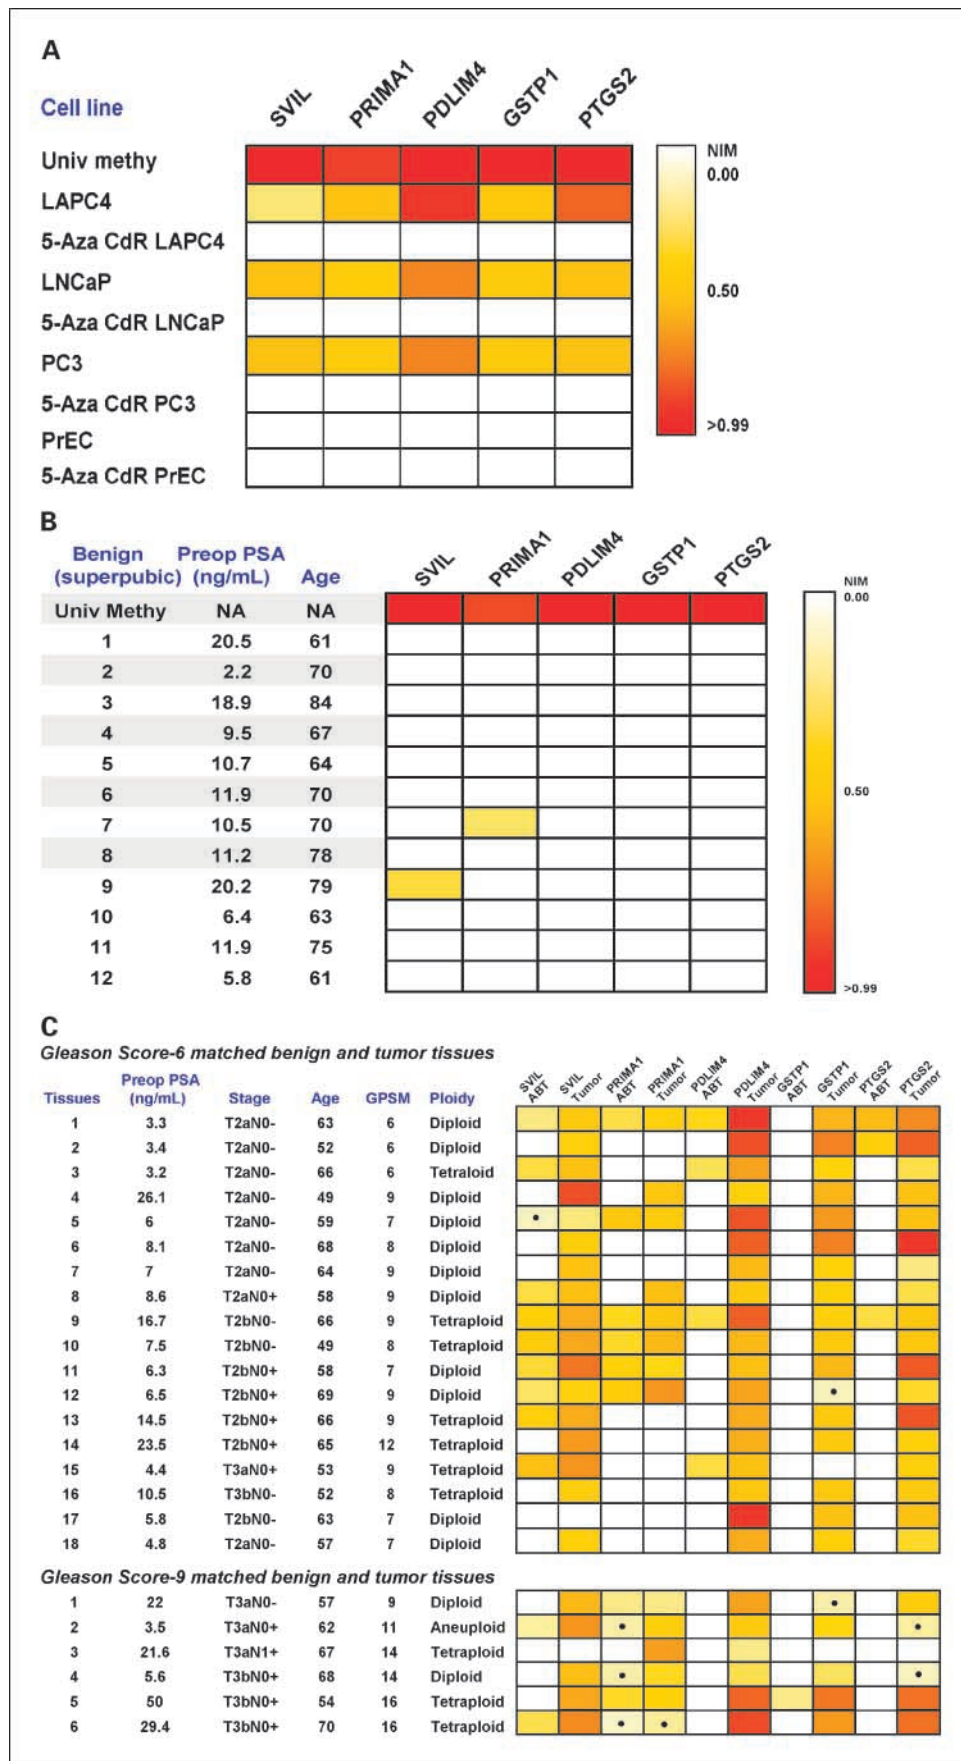 A
Cell line
SVIL PRIMA1 PDLIM4 GSTP1 PTGS2
Univ methy
LAPC4
5-Aza CdR LAPC4
LNCaP
5-Aza CdR LNCaP
PC3
5-Aza CdR PC3
PrEC
5-Aza CdR PrEC
NIM
0.00
0.50
>0.99
B
Benign Preop PSA
(superpubic) (ng/mL) Age
SVIL PRIMA1 PDLIM4 GSTP1 PTGS2
Univ Methy NA NA
1 20.5 61
2 2.2 70
3 18.9 84
4 9.5 67
5 10.7 64
6 11.9 70
7 10.5 70
8 11.2 78
9 20.2 79
10 6.4 63
11 11.9 75
12 5.8 61
NIM
0.00
0.50
>0.99
C
Gleason Score-6 matched benign and tumor tissues
Preop PSA
Tissues (ng/mL) Stage Age GPSM Ploidy
SVIL ABT SVIL Tumor PRIMA1 ABT PRIMA1 Tumor PDLIM4 ABT PDLIM4 Tumor GSTP1 ABT GSTP1 Tumor PTGS2 ABT PTGS2 Tumor
1 3.3 T2aN0- 63 6 Diploid
2 3.4 T2aN0- 52 6 Diploid
3 3.2 T2aN0- 66 6 Tetraloid
4 26.1 T2aN0- 49 9 Diploid
5 6 T2aN0- 59 7 Diploid
6 8.1 T2aN0- 68 8 Diploid
7 7 T2aN0- 64 9 Diploid
8 8.6 T2aN0+ 58 9 Diploid
9 16.7 T2bN0- 66 9 Tetraploid
10 7.5 T2bN0- 49 8 Tetraploid
11 6.3 T2bN0+ 58 7 Diploid
12 6.5 T2bN0+ 69 9 Diploid
13 14.5 T2bN0+ 66 9 Tetraploid
14 23.5 T2bN0+ 65 12 Tetraploid
15 4.4 T3aN0+ 53 9 Tetraploid
16 10.5 T3bN0- 52 8 Tetraploid
17 5.8 T2bN0- 63 7 Diploid
18 4.8 T2aN0- 57 7 Diploid
Gleason Score-9 matched benign and tumor tissues
1 22 T3aN0- 57 9 Diploid
2 3.5 T3aN0+ 62 11 Aneuploid
3 21.6 T3aN1+ 67 14 Tetraploid
4 5.6 T3bN0+ 68 14 Diploid
5 50 T3bN0+ 54 16 Tetraploid
6 29.4 T3bN0+ 70 16 Tetraploid